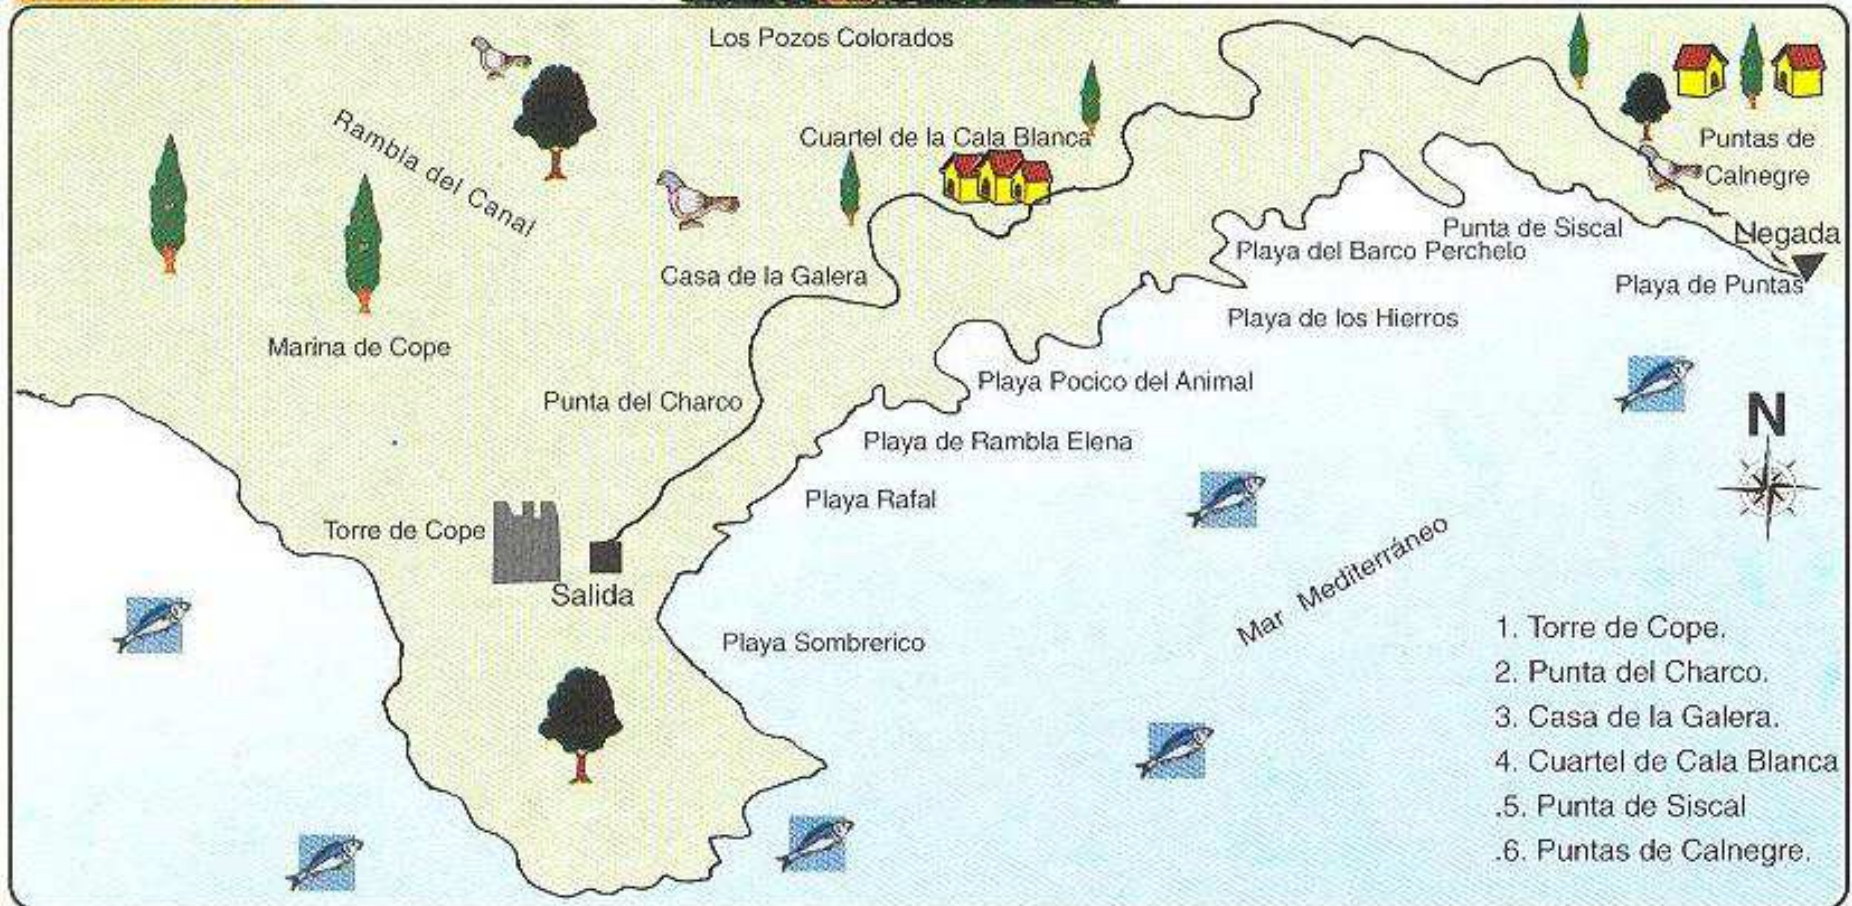 Los Pozos Colorados
Rambla del Canal
Cuartel de la Cala Blanca
Puntas de
Calnegre
Punta de Siscal
Llegada
Playa del Barco Perchelo
Casa de la Galera
Playa de Puntas
Playa de los Hierros
Marina de Cope
Punta del Charco
Playa Pocico del Animal
N
Playa de Rambla Elena
Playa Rafal
Torre de Cope
Mar Mediterráneo
Salida
Playa Sombrerico
1. Torre de Cope.
2. Punta del Charco.
3. Casa de la Galera.
4. Cuartel de Cala Blanca
.5. Punta de Siscal
.6. Puntas de Calnegre.